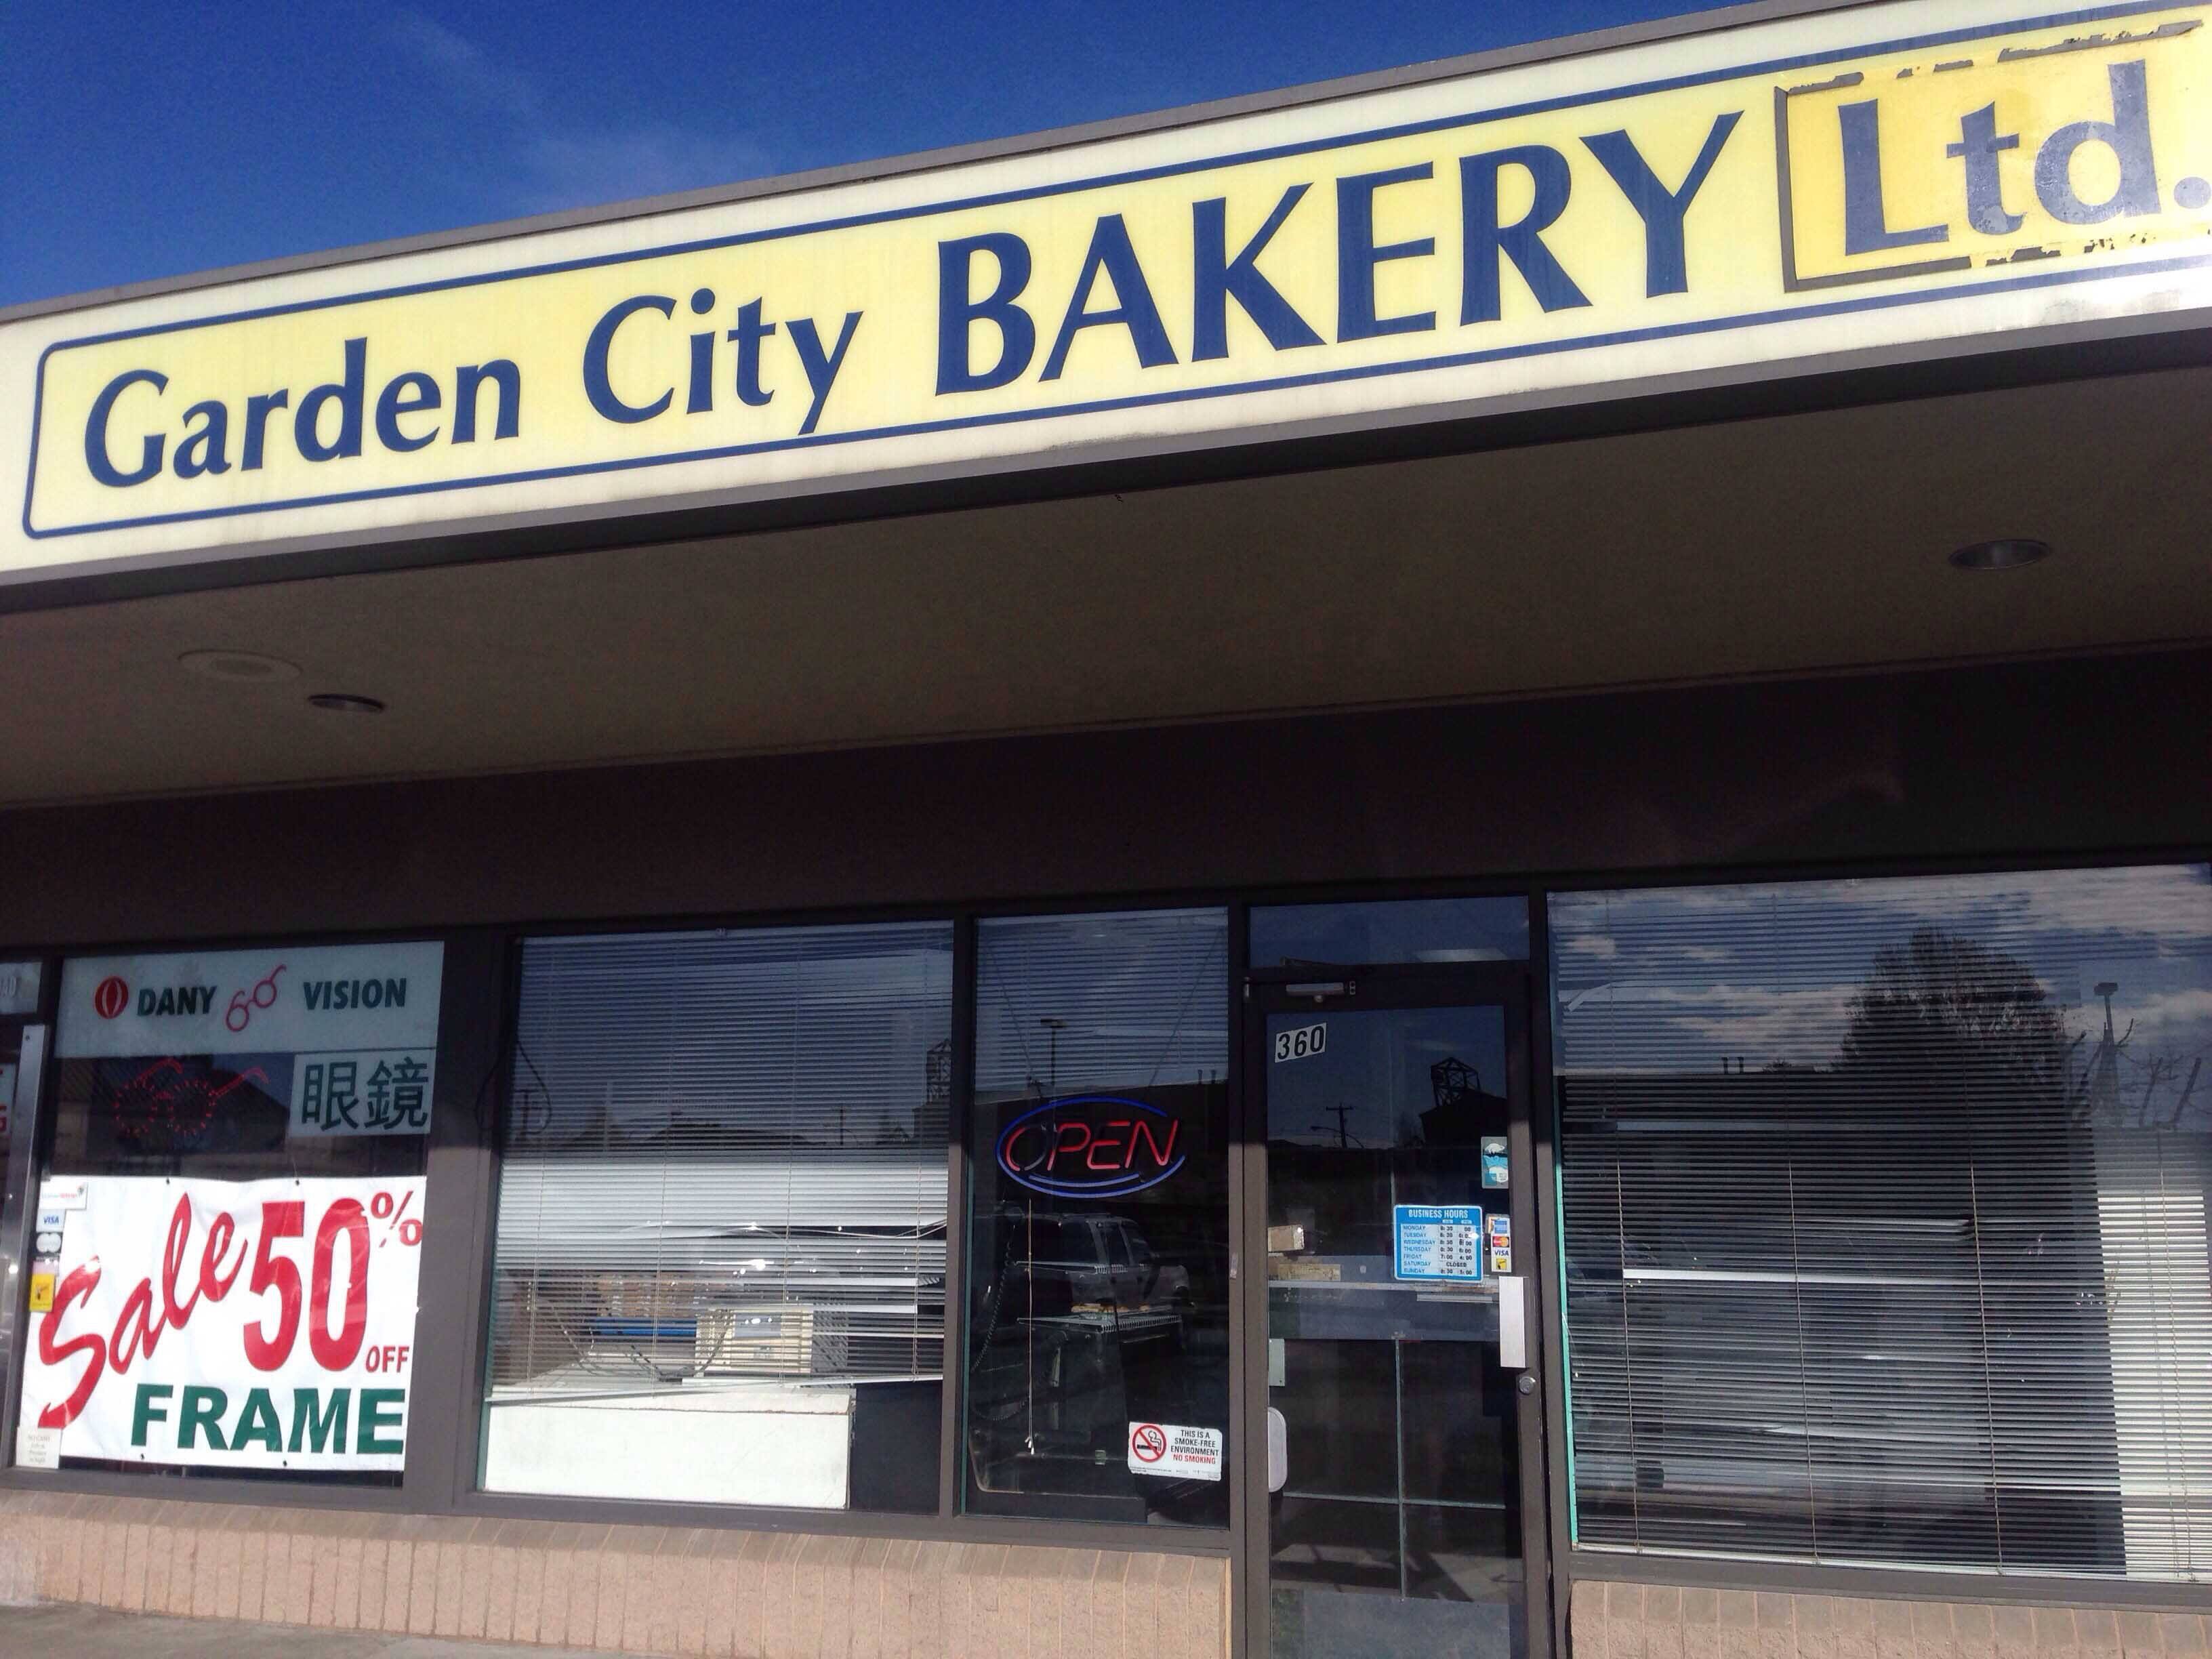 Garden City BAKERY Ltd.
DANY VISION
眼鏡
Sale 50% OFF
FRAME
VISA
OPEN
360
THIS IS A
SMOKE-FREE
ENVIRONMENT
NO SMOKING
BUSINESS HOURS
MONDAY
TUESDAY
WEDNESDAY
THURSDAY
FRIDAY
SATURDAY CLOSED
SUNDAY
VISA